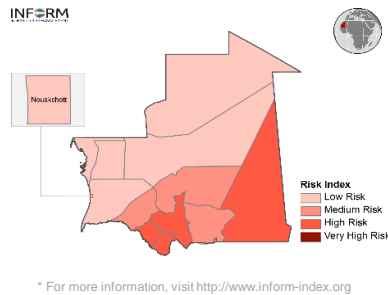 INFORM
Nouakchott
Risk Index
Low Risk
Medium Risk
High Risk
Very High Risk
* For more information, visit http://www.inform-index.org